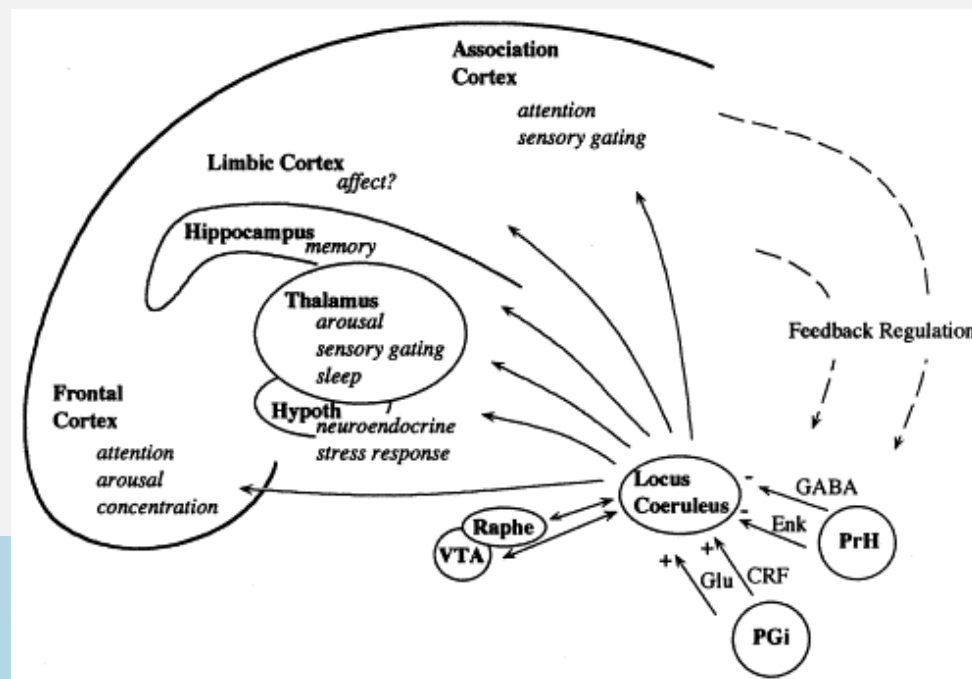 Association
Cortex
attention
sensory gating
Limbic Cortex
affect?
Hippocampus
memory
Thalamus
arousal
sensory gating
sleep
Feedback Regulation
Frontal
Cortex
attention
arousal
concentration
Hypoth
neuroendocrine
stress response
Locus
Coeruleus
-
GABA
-
Enk
PrH
Raphe
VTA
+
Glu
+
CRF
PGi